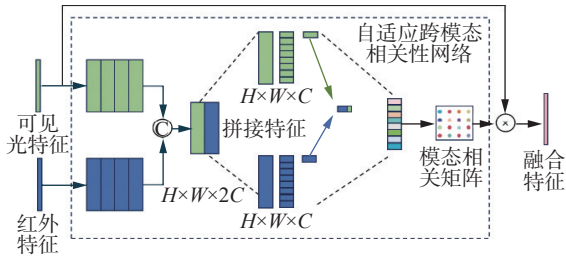 自适应跨模态
相关性网络
H×W×C
可见
光特征
©
拼接特征
×
H×W×2C
H×W×C
模态相
关矩阵
融合
特征
红外
特征